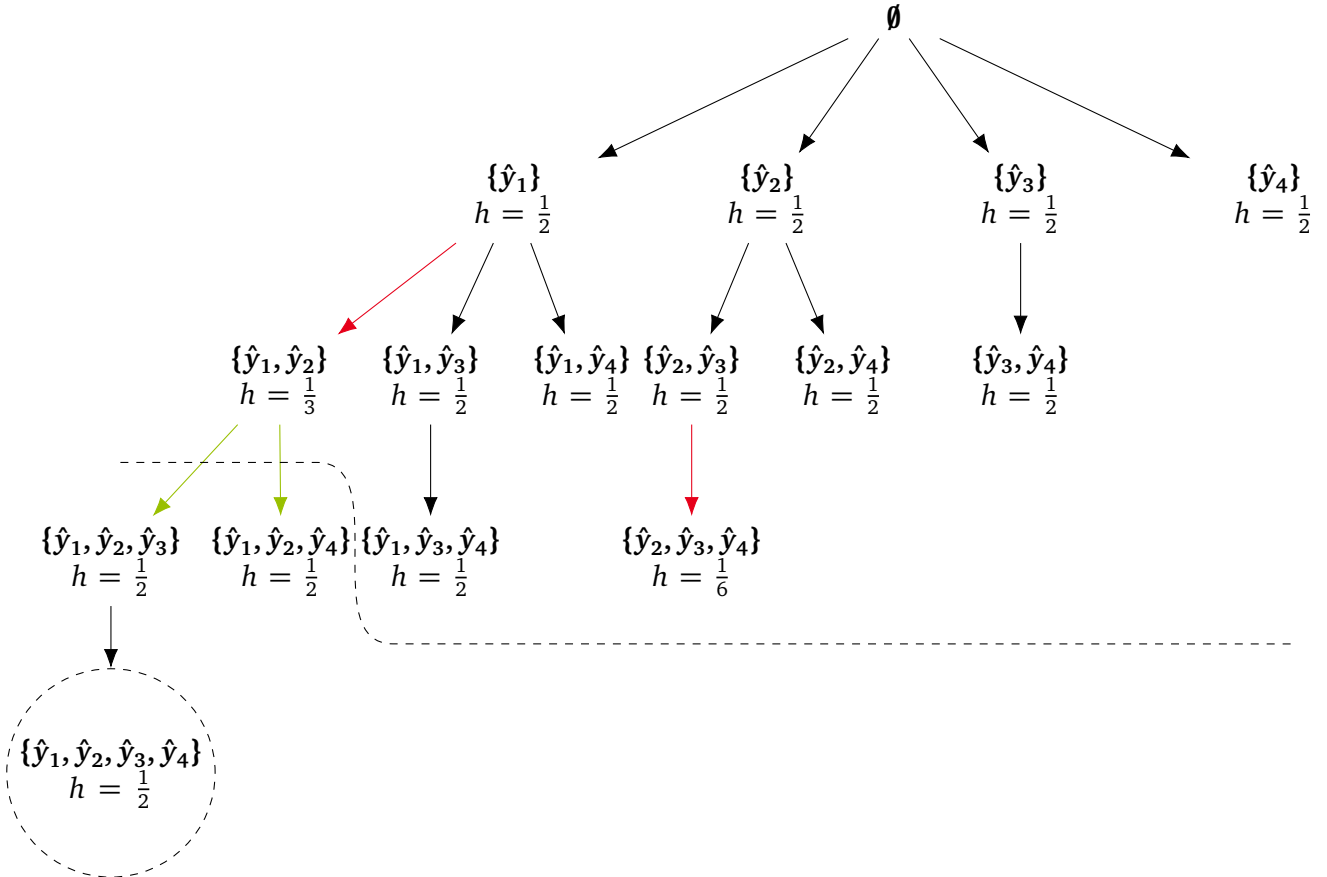 ∅
{ŷ₁}
h = 1/2
{ŷ₂}
h = 1/2
{ŷ₃}
h = 1/2
{ŷ₄}
h = 1/2
{ŷ₁, ŷ₂}
h = 1/3
{ŷ₁, ŷ₃}
h = 1/2
{ŷ₁, ŷ₄}
h = 1/2
{ŷ₂, ŷ₃}
h = 1/2
{ŷ₂, ŷ₄}
h = 1/2
{ŷ₃, ŷ₄}
h = 1/2
{ŷ₁, ŷ₂, ŷ₃}
h = 1/2
{ŷ₁, ŷ₂, ŷ₄}
h = 1/2
{ŷ₁, ŷ₃, ŷ₄}
h = 1/2
{ŷ₂, ŷ₃, ŷ₄}
h = 1/6
{ŷ₁, ŷ₂, ŷ₃, ŷ₄}
h = 1/2